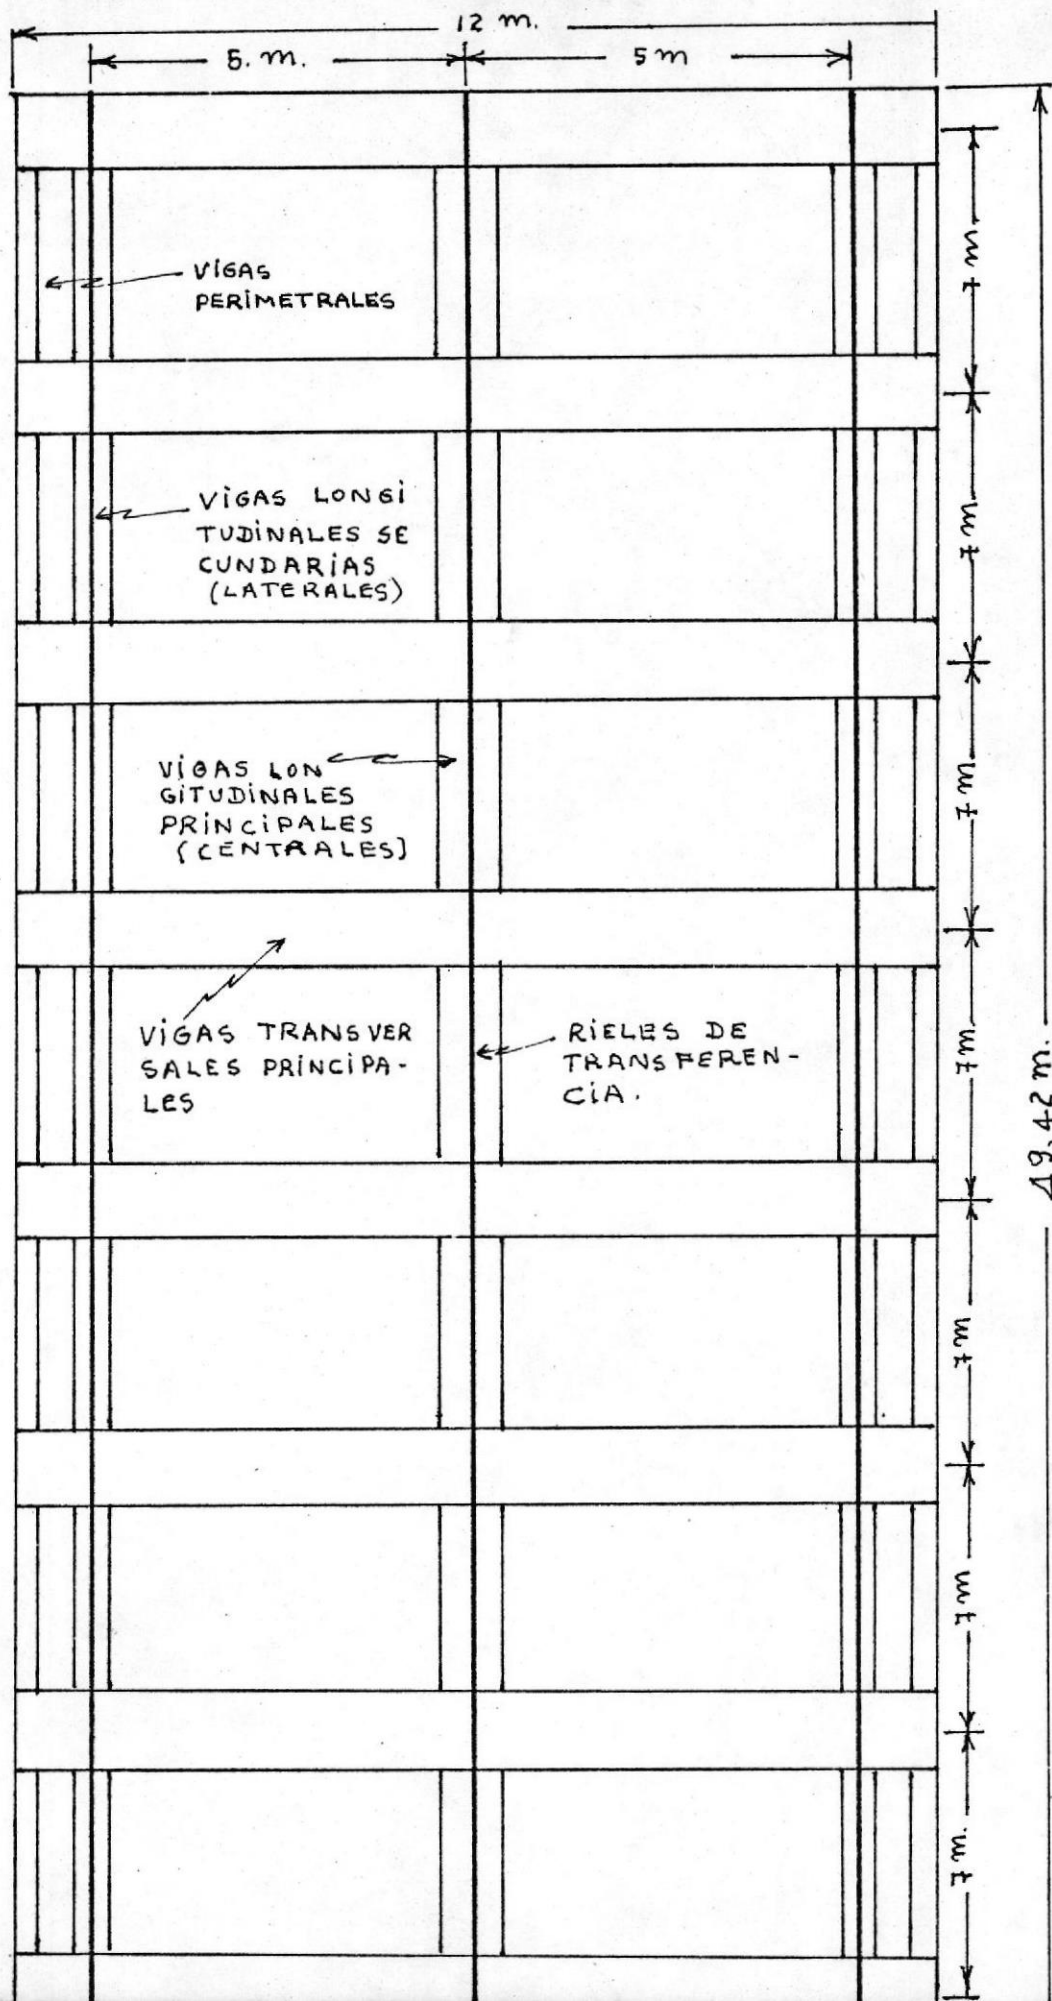 12 m.
5. m.
5 m
VIGAS
PERIMETRALES
VIGAS LONGI
TUDINALES SE
CUNDARIAS
(LATERALES)
VIGAS LON
GITUDINALES
PRINCIPALES
(CENTRALES)
VIGAS TRANSVER
SALES PRINCIPA-
LES
RIELES DE
TRANSFEREN-
CIA.
7 m
7 m
7 m
7 m
7 m
7 m
7 m
49.42 m.